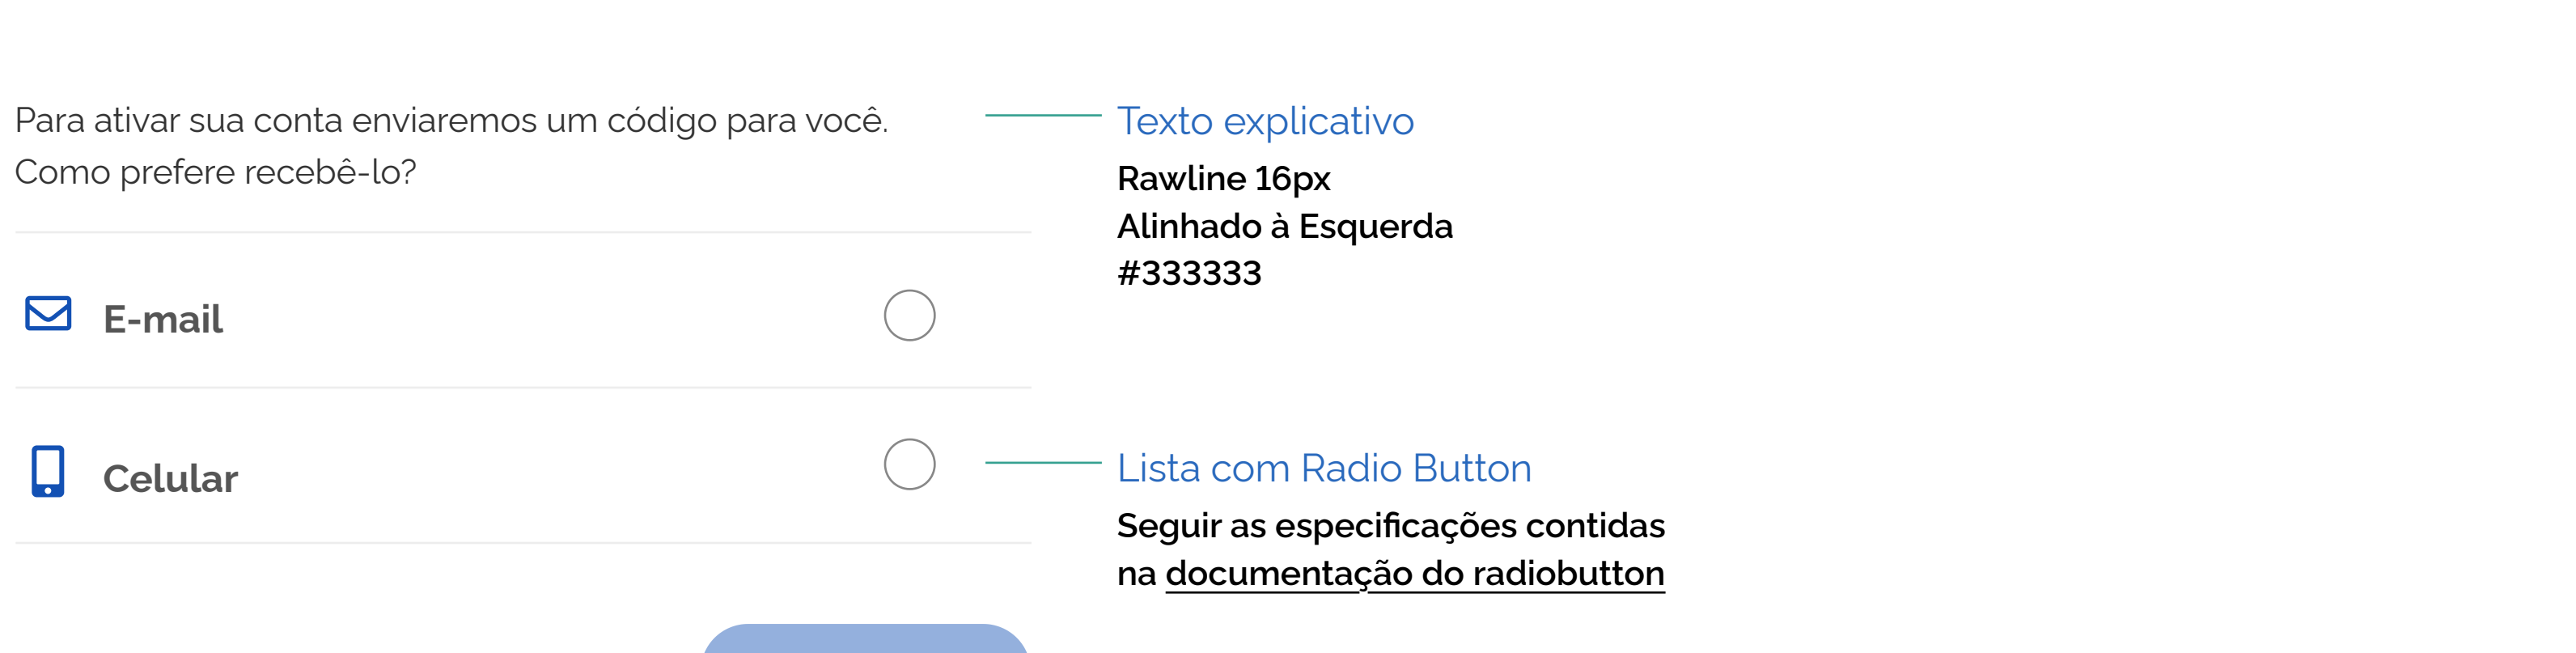 Para ativar sua conta enviaremos um código para você.
Como prefere recebê-lo?
E-mail
Celular
Texto explicativo
Rawline 16px
Alinhado à Esquerda
#333333
Lista com Radio Button
Seguir as especificações contidas
na documentação do radiobutton